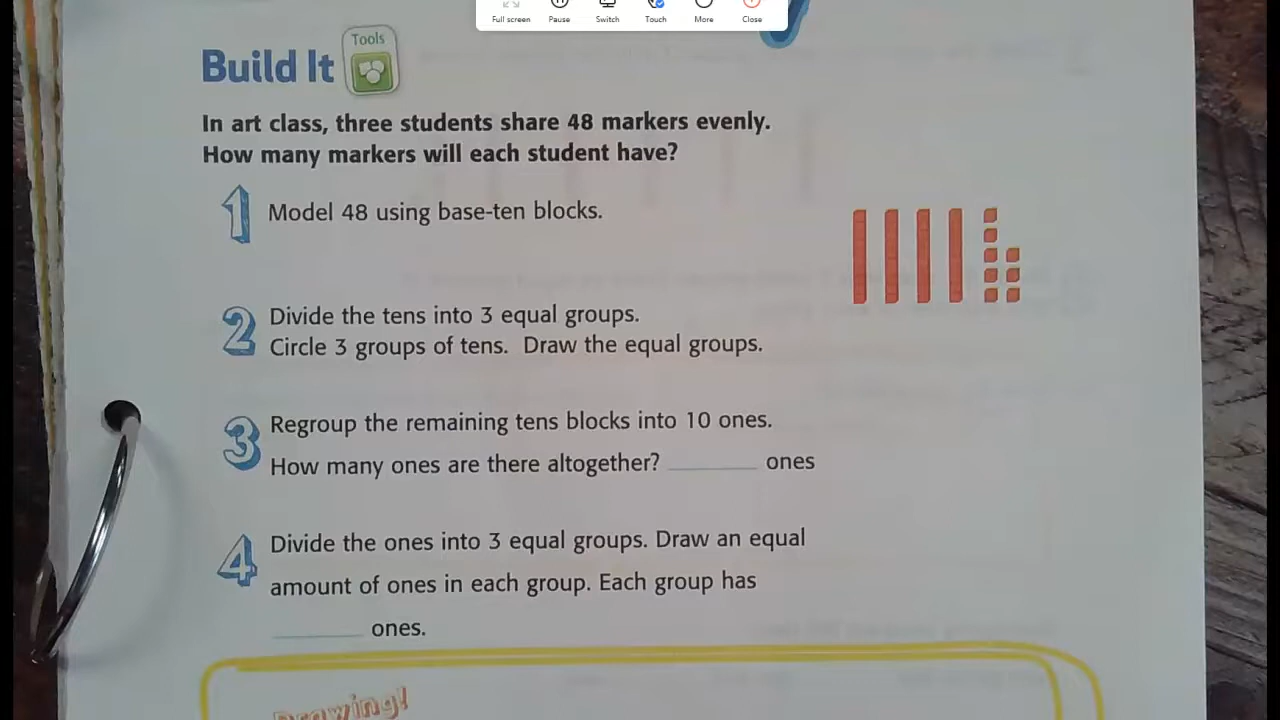 Full screen Pause Switch Touch More Close
Build It
Tools
In art class, three students share 48 markers evenly.
How many markers will each student have?
1 Model 48 using base-ten blocks.
2 Divide the tens into 3 equal groups.
Circle 3 groups of tens. Draw the equal groups.
3 Regroup the remaining tens blocks into 10 ones.
How many ones are there altogether? ________ ones
4 Divide the ones into 3 equal groups. Draw an equal
amount of ones in each group. Each group has
________ ones.
Drawing!